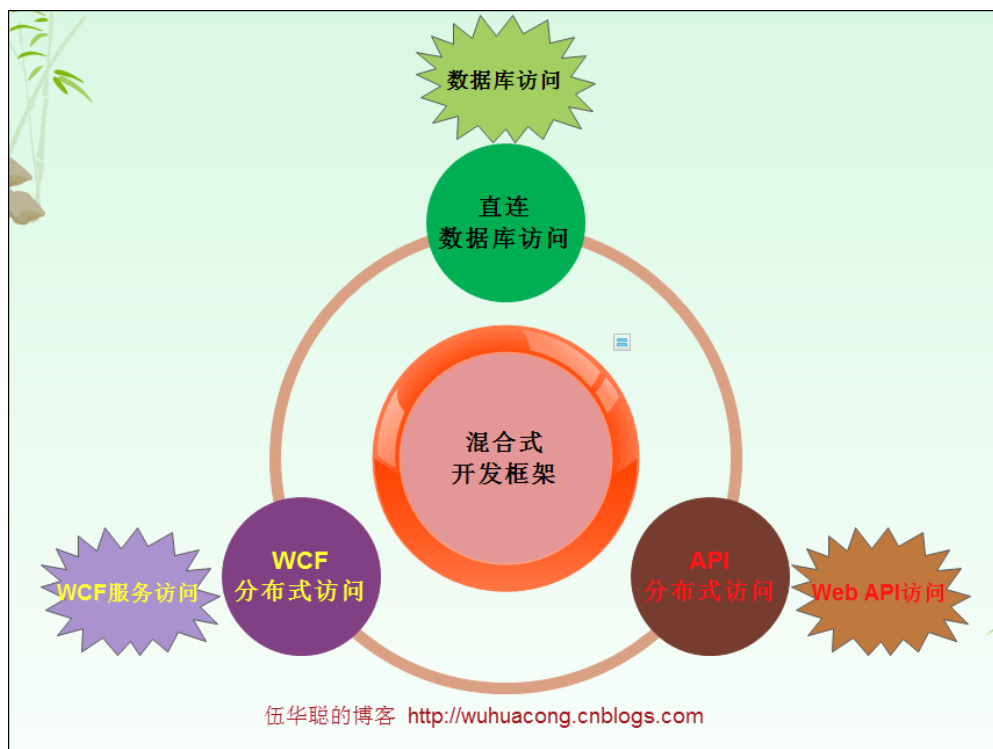 数据库访问
直连
数据库访问
混合式
开发框架
WCF
分布式访问
WCF服务访问
API
分布式访问
Web API访问
伍华聪的博客 http://wuhuacong.cnblogs.com